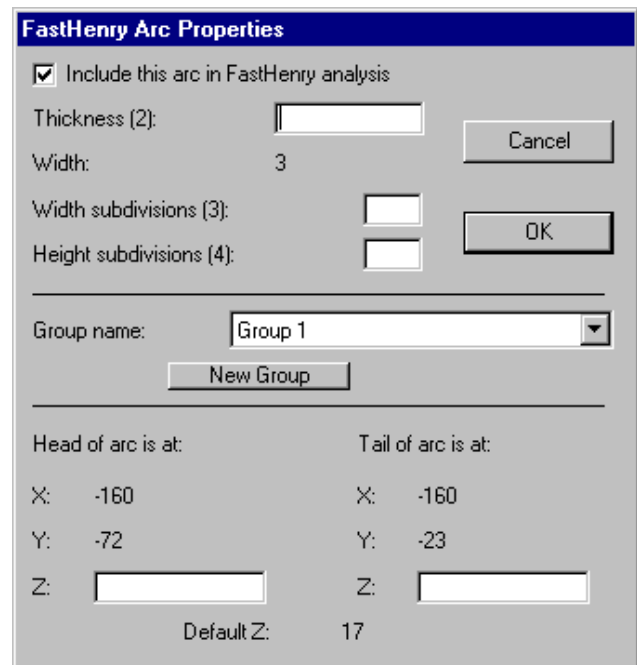 FastHenry Arc Properties
Include this arc in FastHenry analysis
Thickness (2):
Cancel
Width: 3
Width subdivisions (3):
OK
Height subdivisions (4):
Group name: Group 1
New Group
Head of arc is at: Tail of arc is at:
X: -160 X: -160
Y: -72 Y: -23
Z: Z:
Default Z: 17